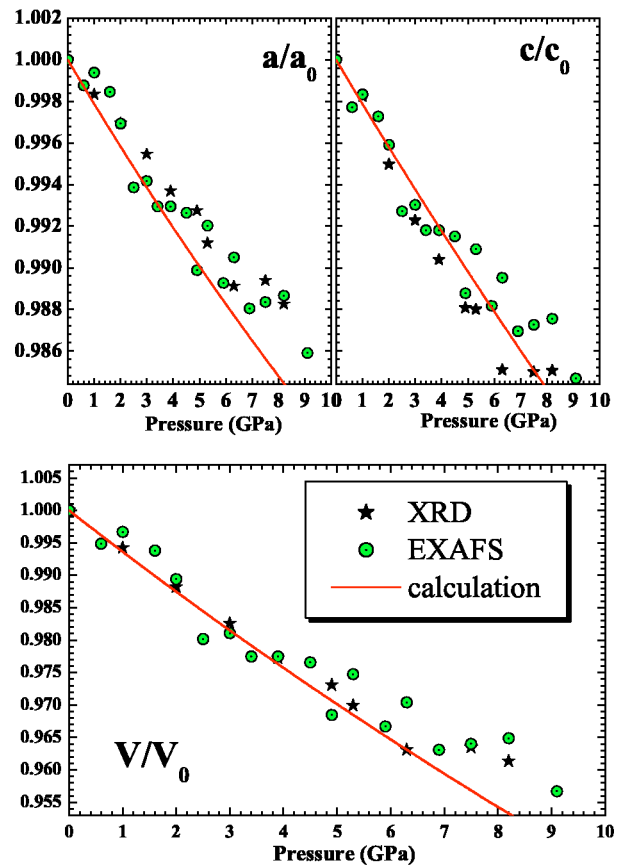 1.002
1.000
0.998
0.996
0.994
0.992
0.990
0.988
0.986
a/a0
c/c0
0 1 2 3 4 5 6 7 8 9 10
0 1 2 3 4 5 6 7 8 9 10
Pressure (GPa)
Pressure (GPa)
1.005
1.000
0.995
0.990
0.985
0.980
0.975
0.970
0.965
0.960
0.955
XRD
EXAFS
calculation
V/V0
0 1 2 3 4 5 6 7 8 9 10
Pressure (GPa)